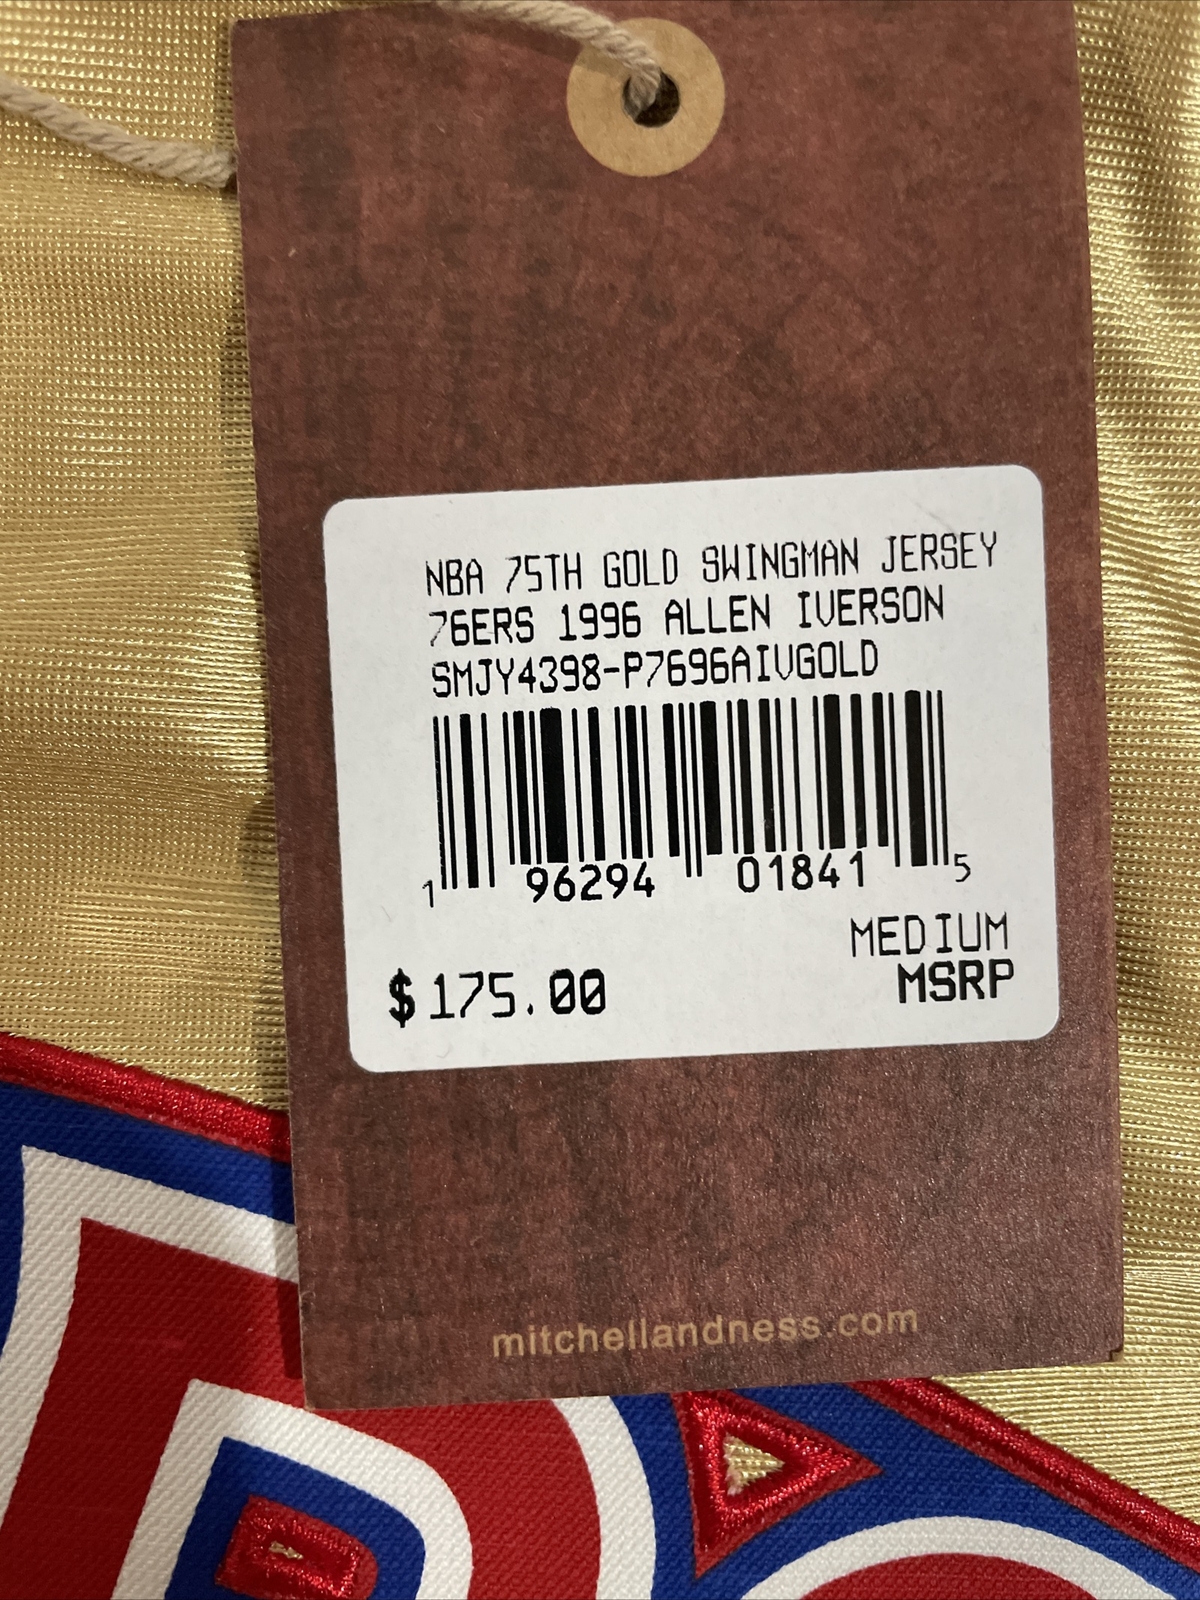 NBA 75TH GOLD SWINGMAN JERSEY
76ERS 1996 ALLEN IVERSON
SMJY4398-P7696AIVGOLD
1 96294 01841 5
MEDIUM
$175.00 MSRP
mitchellandness.com